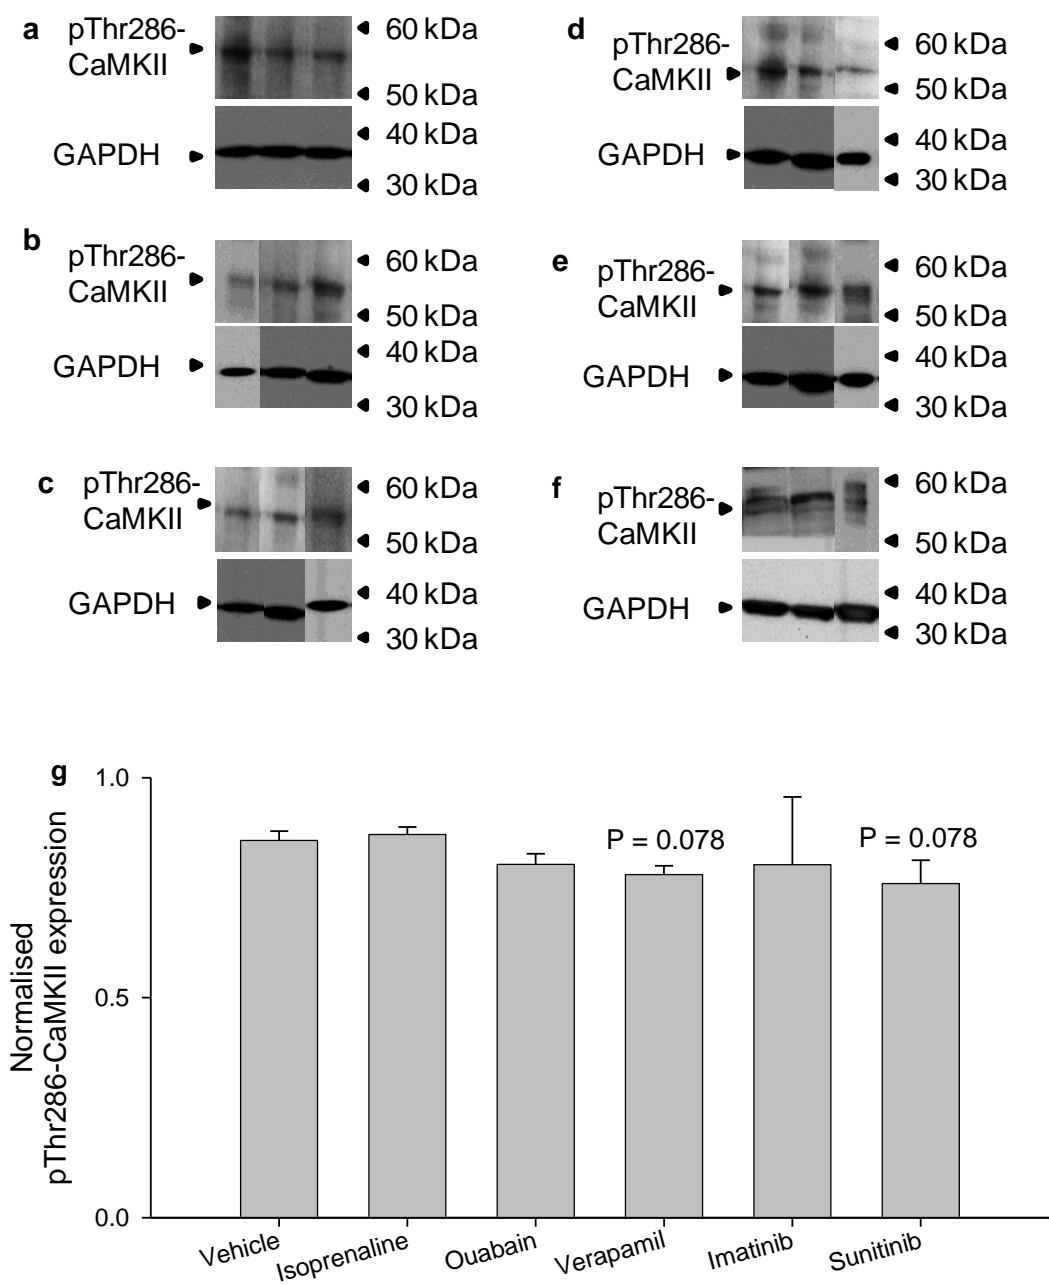 a
pThr286-
CaMKII
60 kDa
50 kDa
GAPDH
40 kDa
30 kDa
b
pThr286-
CaMKII
60 kDa
50 kDa
GAPDH
40 kDa
30 kDa
c
pThr286-
CaMKII
60 kDa
50 kDa
GAPDH
40 kDa
30 kDa
d
pThr286-
CaMKII
60 kDa
50 kDa
GAPDH
40 kDa
30 kDa
e
pThr286-
CaMKII
60 kDa
50 kDa
GAPDH
40 kDa
30 kDa
f
pThr286-
CaMKII
60 kDa
50 kDa
GAPDH
40 kDa
30 kDa
g
Normalised
pThr286-CaMKII expression
1.0
0.5
0.0
P = 0.078
P = 0.078
Vehicle
Isoprenaline
Ouabain
Verapamil
Imatinib
Sunitinib